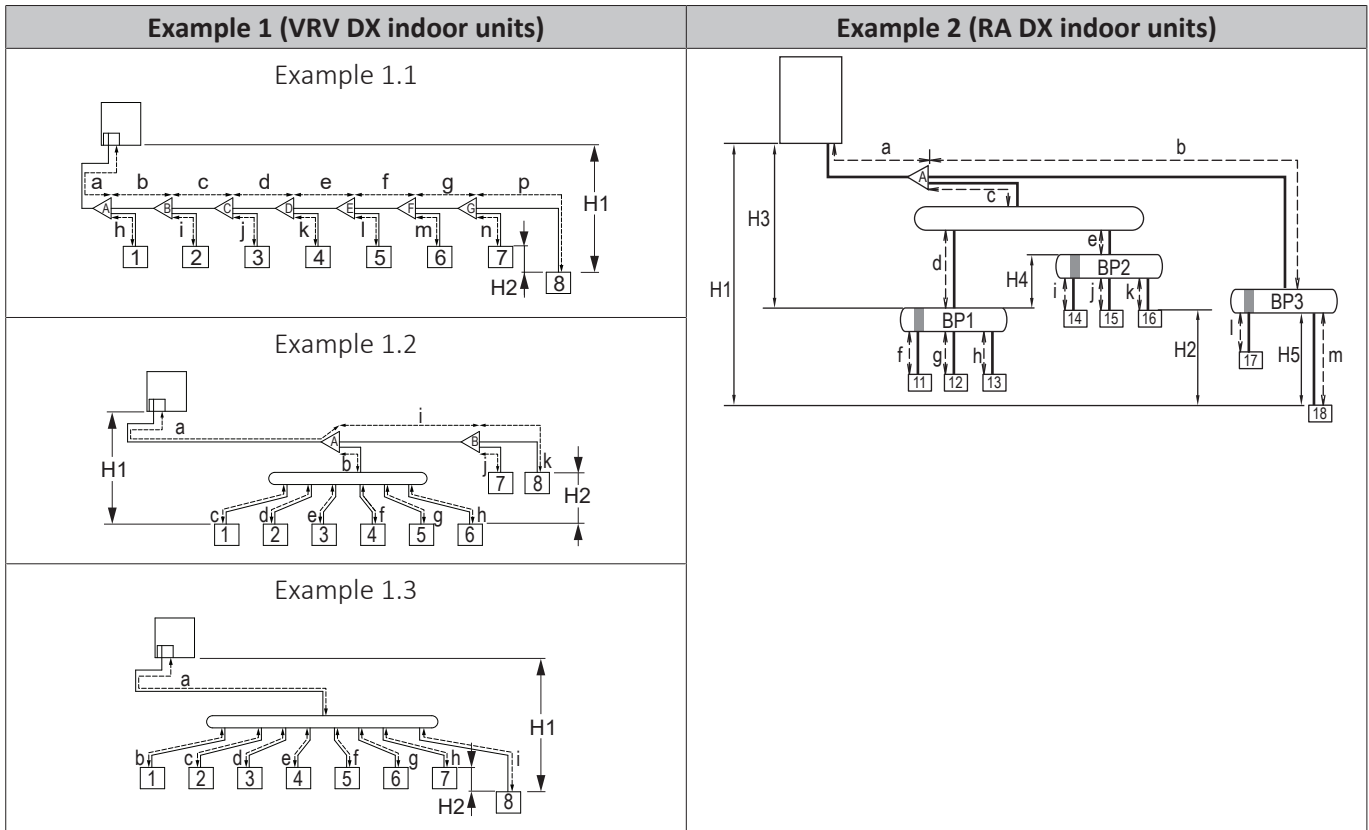 Example 1 (VRV DX indoor units)
Example 1.1
a b c d e f g p
A B C D E F G
h i j k l m n
1 2 3 4 5 6 7
8
H1
H2
Example 1.2
a
i
A B
b
j k
7 8
H1
H2
c d e f g h
1 2 3 4 5 6
Example 1.3
a
H1
b c d e f g h i
1 2 3 4 5 6 7
H2
8
Example 2 (RA DX indoor units)
a b
A
c
H3
e
d
H4
BP2
H1
BP3
i j k
BP1
14 15 16
l
H2
H5
m
f g h
17
11 12 13
18